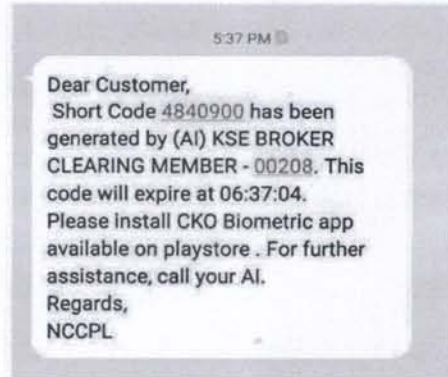 5:37 PM
Dear Customer,
Short Code 4840900 has been
generated by (AI) KSE BROKER
CLEARING MEMBER - 00208. This
code will expire at 06:37:04.
Please install CKO Biometric app
available on playstore . For further
assistance, call your AI.
Regards,
NCCPL